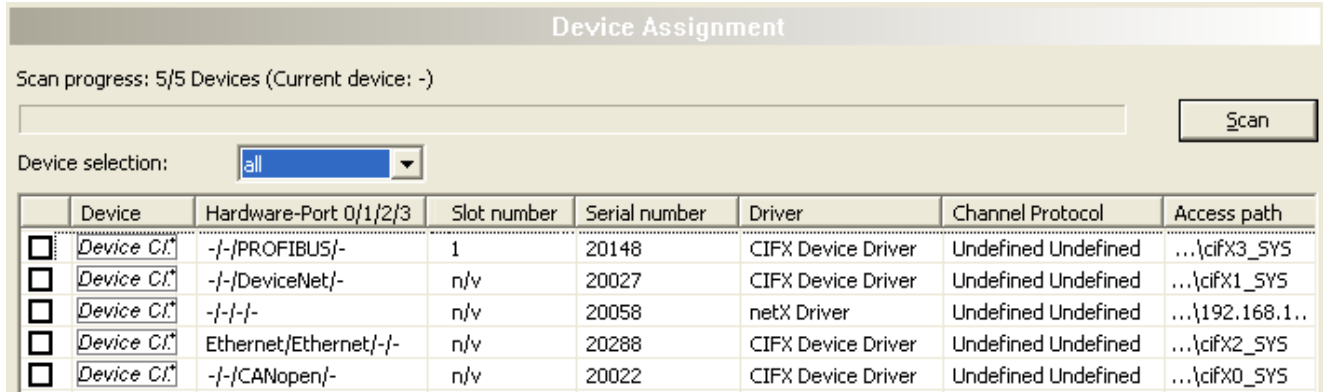 Device Assignment
Scan progress: 5/5 Devices (Current device: -)
Scan
Device selection: all
Device Hardware-Port 0/1/2/3 Slot number Serial number Driver Channel Protocol Access path
Device CI.* -/-/PROFIBUS/- 1 20148 CIFX Device Driver Undefined Undefined ...\cifX3_SYS
Device CI.* -/-/DeviceNet/- n/v 20027 CIFX Device Driver Undefined Undefined ...\cifX1_SYS
Device CI.* -/-/-/- n/v 20058 netX Driver Undefined Undefined ...\192.168.1..
Device CI.* Ethernet/Ethernet/-/- n/v 20288 CIFX Device Driver Undefined Undefined ...\cifX2_SYS
Device CI.* -/-/CANopen/- n/v 20022 CIFX Device Driver Undefined Undefined ...\cifX0_SYS